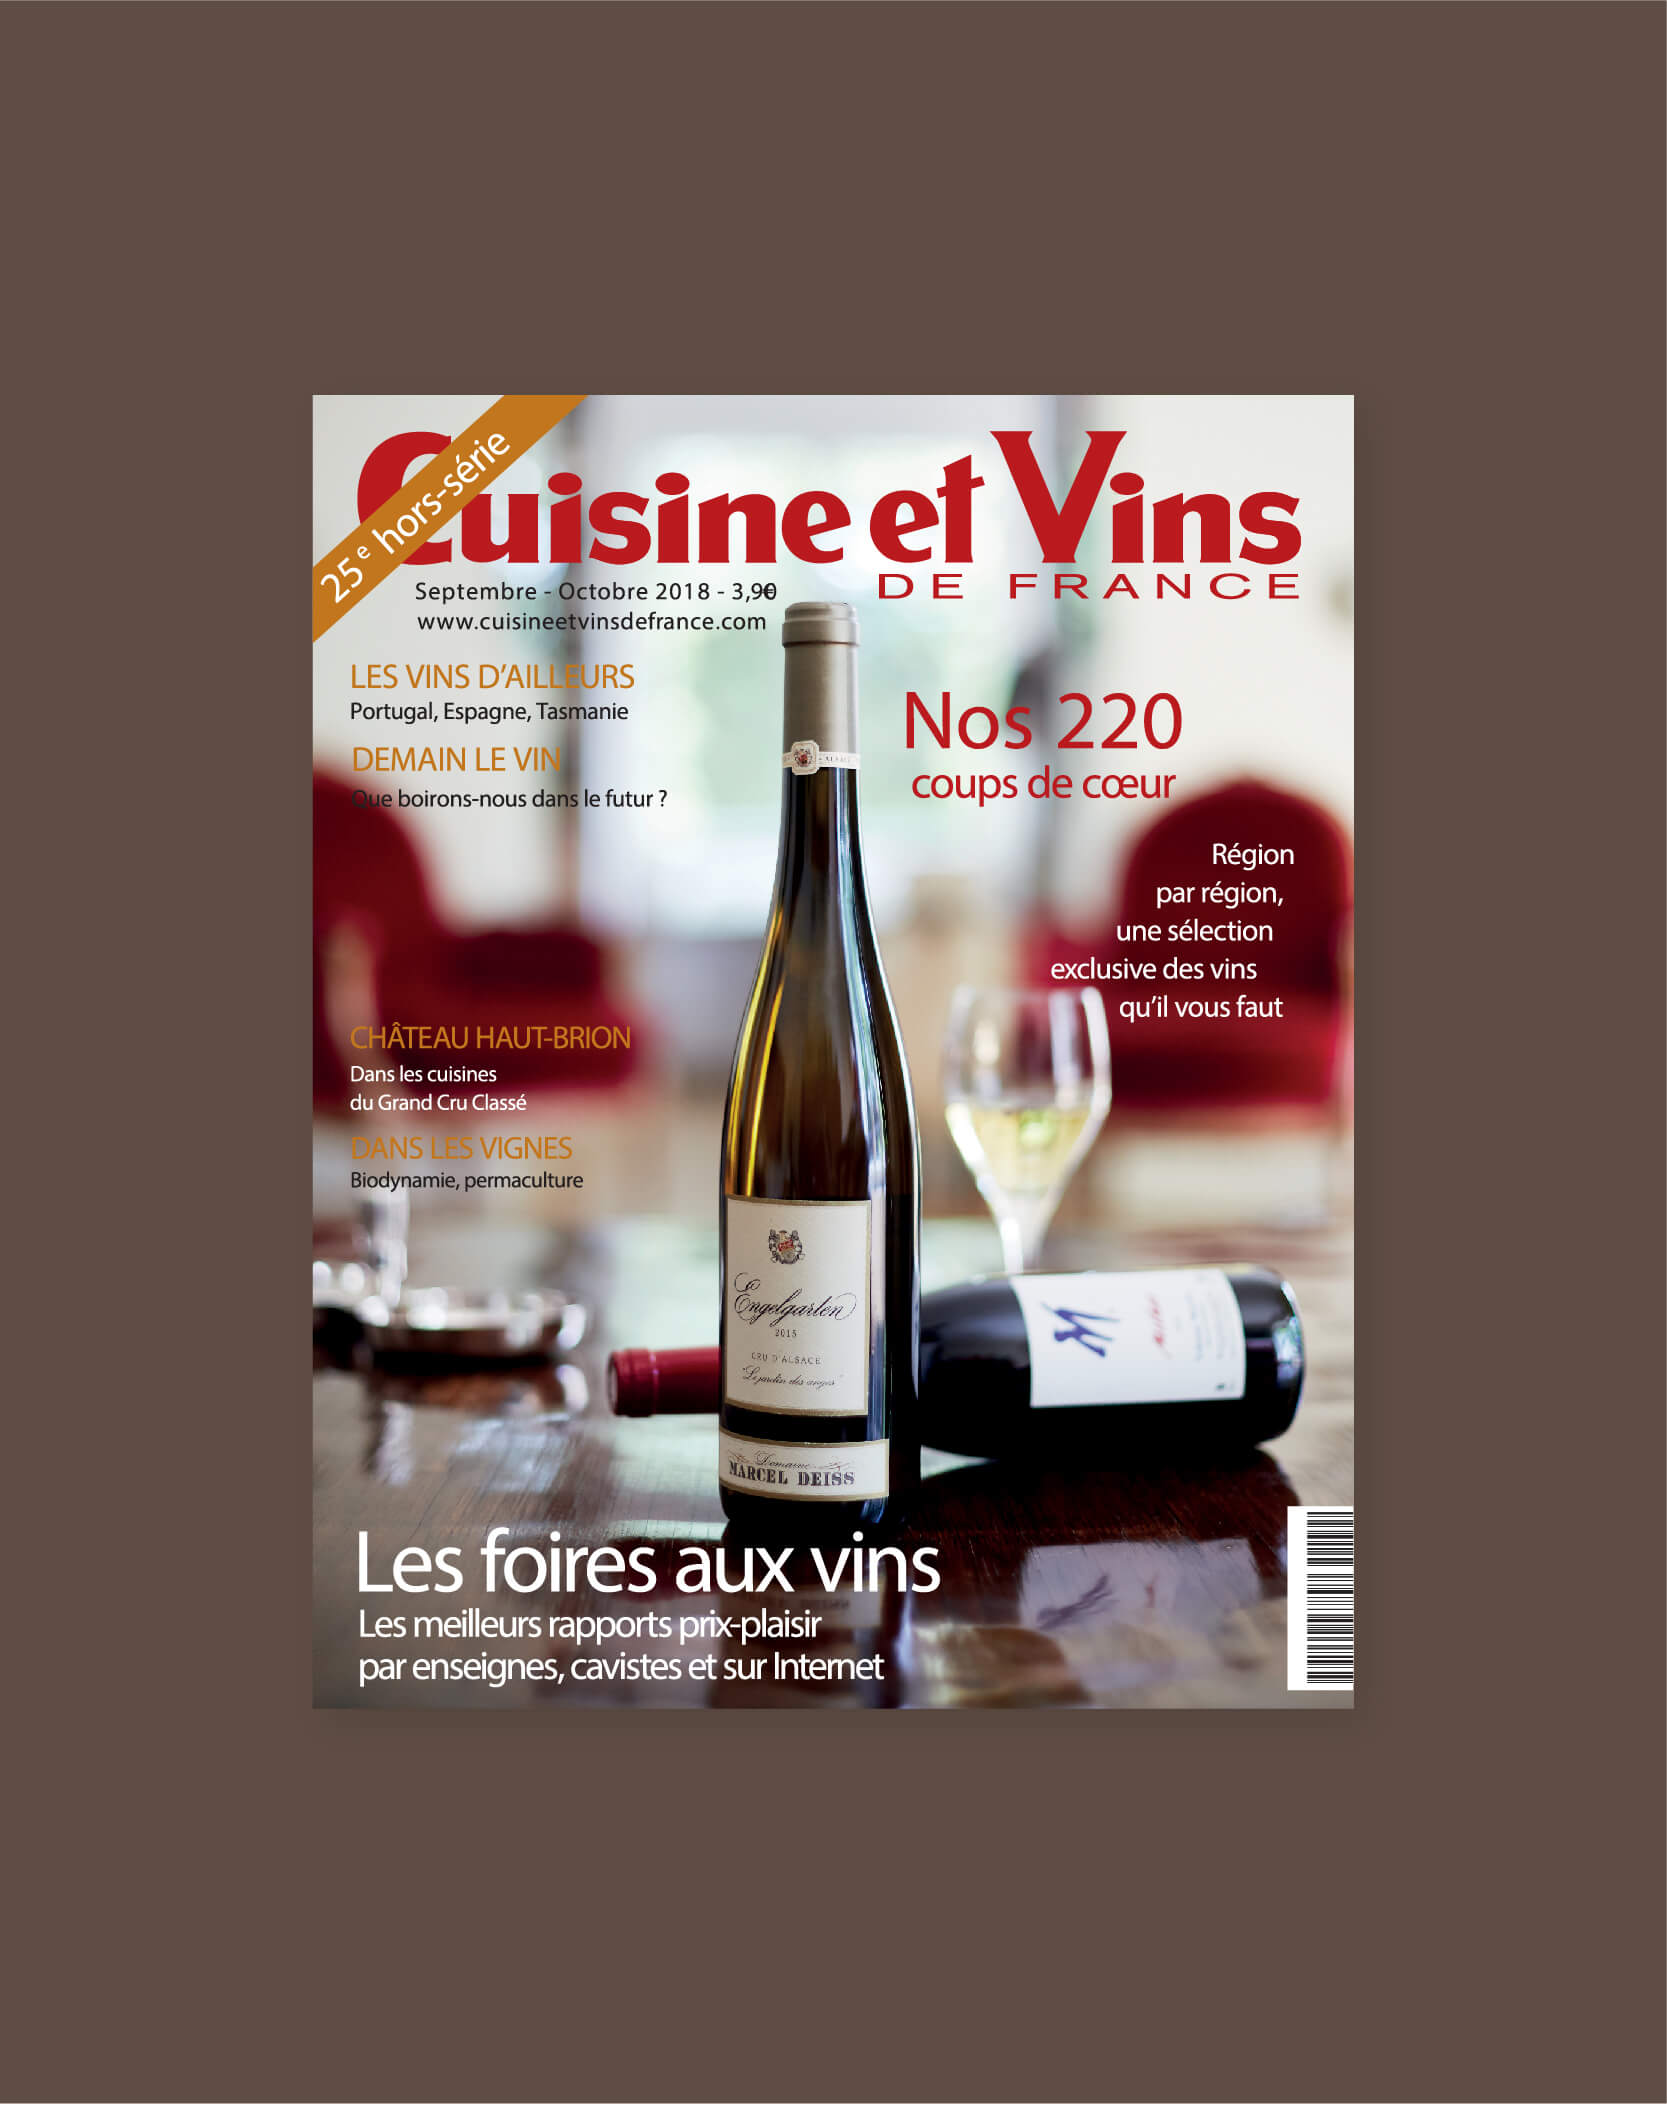 25e hors-série
Cuisine et Vins
DE FRANCE
Septembre - Octobre 2018 - 3,90€
www.cuisineetvinsdefrance.com
LES VINS D’AILLEURS
Portugal, Espagne, Tasmanie
DEMAIN LE VIN
Que boirons-nous dans le futur ?
Nos 220
coups de cœur
Région
par région,
une sélection
exclusive des vins
qu’il vous faut
CHÂTEAU HAUT-BRION
Dans les cuisines
du Grand Cru Classé
DANS LES VIGNES
Biodynamie, permaculture
Engelgarten
2015
CRU D'ALSACE
"Le jardin des anges"
Domaine
MARCEL DEISS
M
Les foires aux vins
Les meilleurs rapports prix-plaisir
par enseignes, cavistes et sur Internet